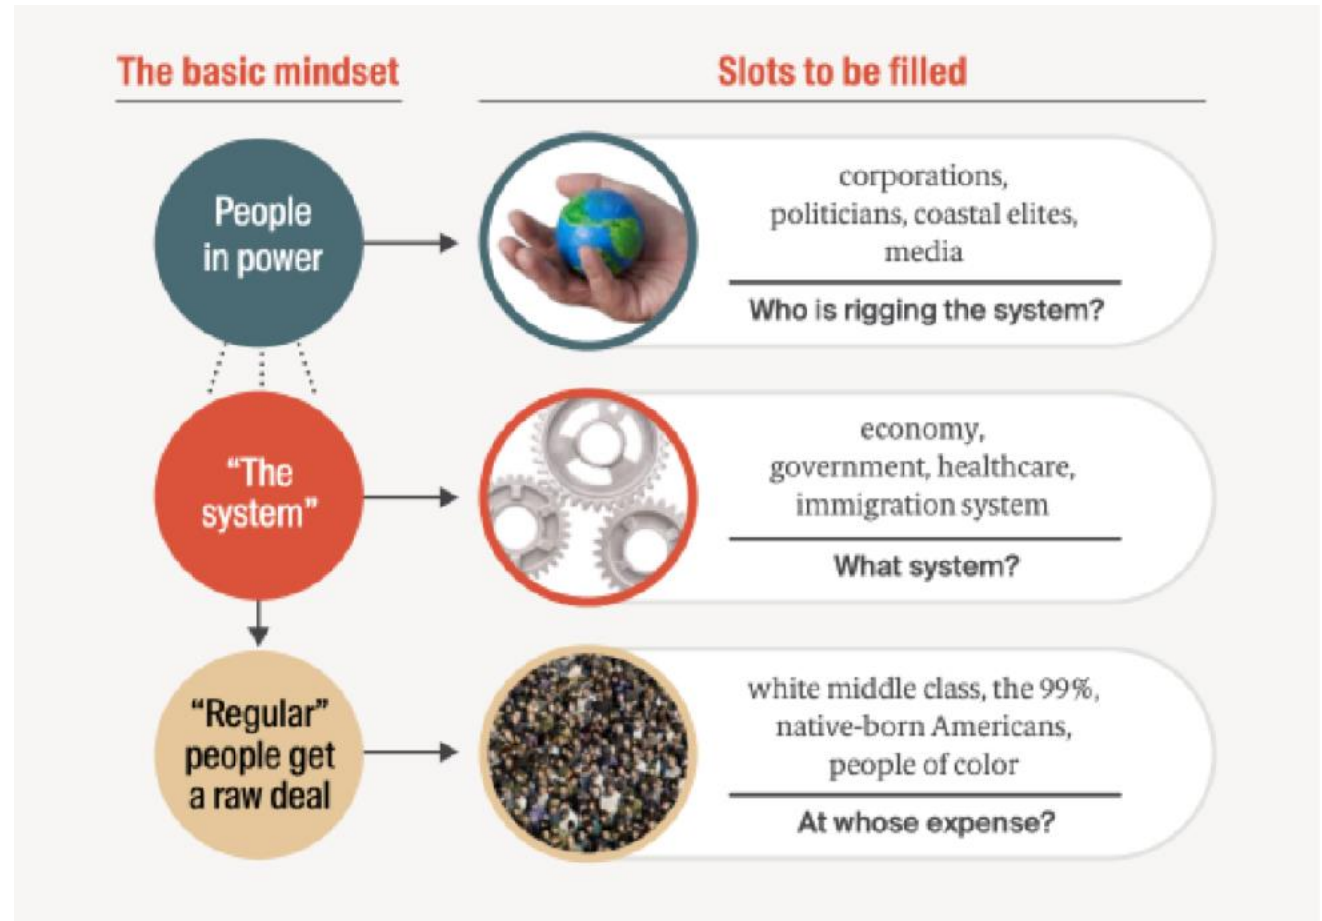 The basic mindset
Slots to be filled
People
in power
corporations,
politicians, coastal elites,
media
Who is rigging the system?
“The
system”
economy,
government, healthcare,
immigration system
What system?
“Regular”
people get
a raw deal
white middle class, the 99%,
native-born Americans,
people of color
At whose expense?